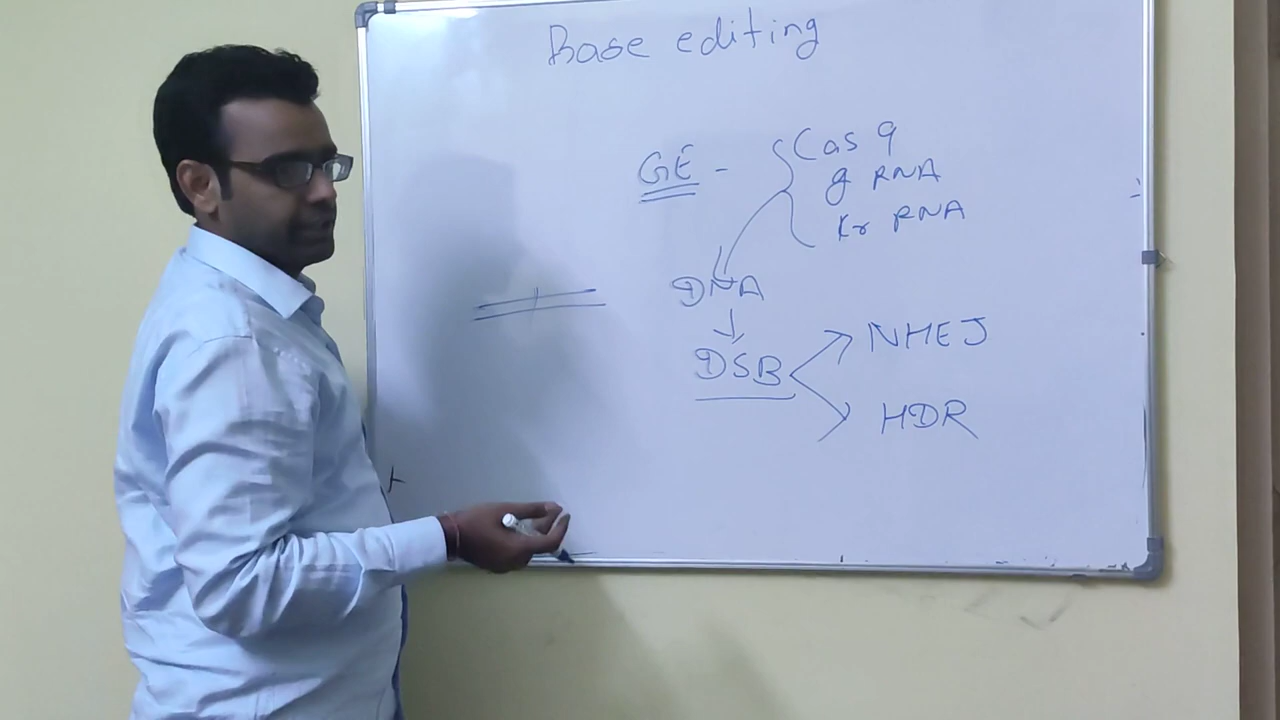 Base editing
GE - { Cas 9
g RNA
tr RNA
DNA
DSB
NHEJ
HDR